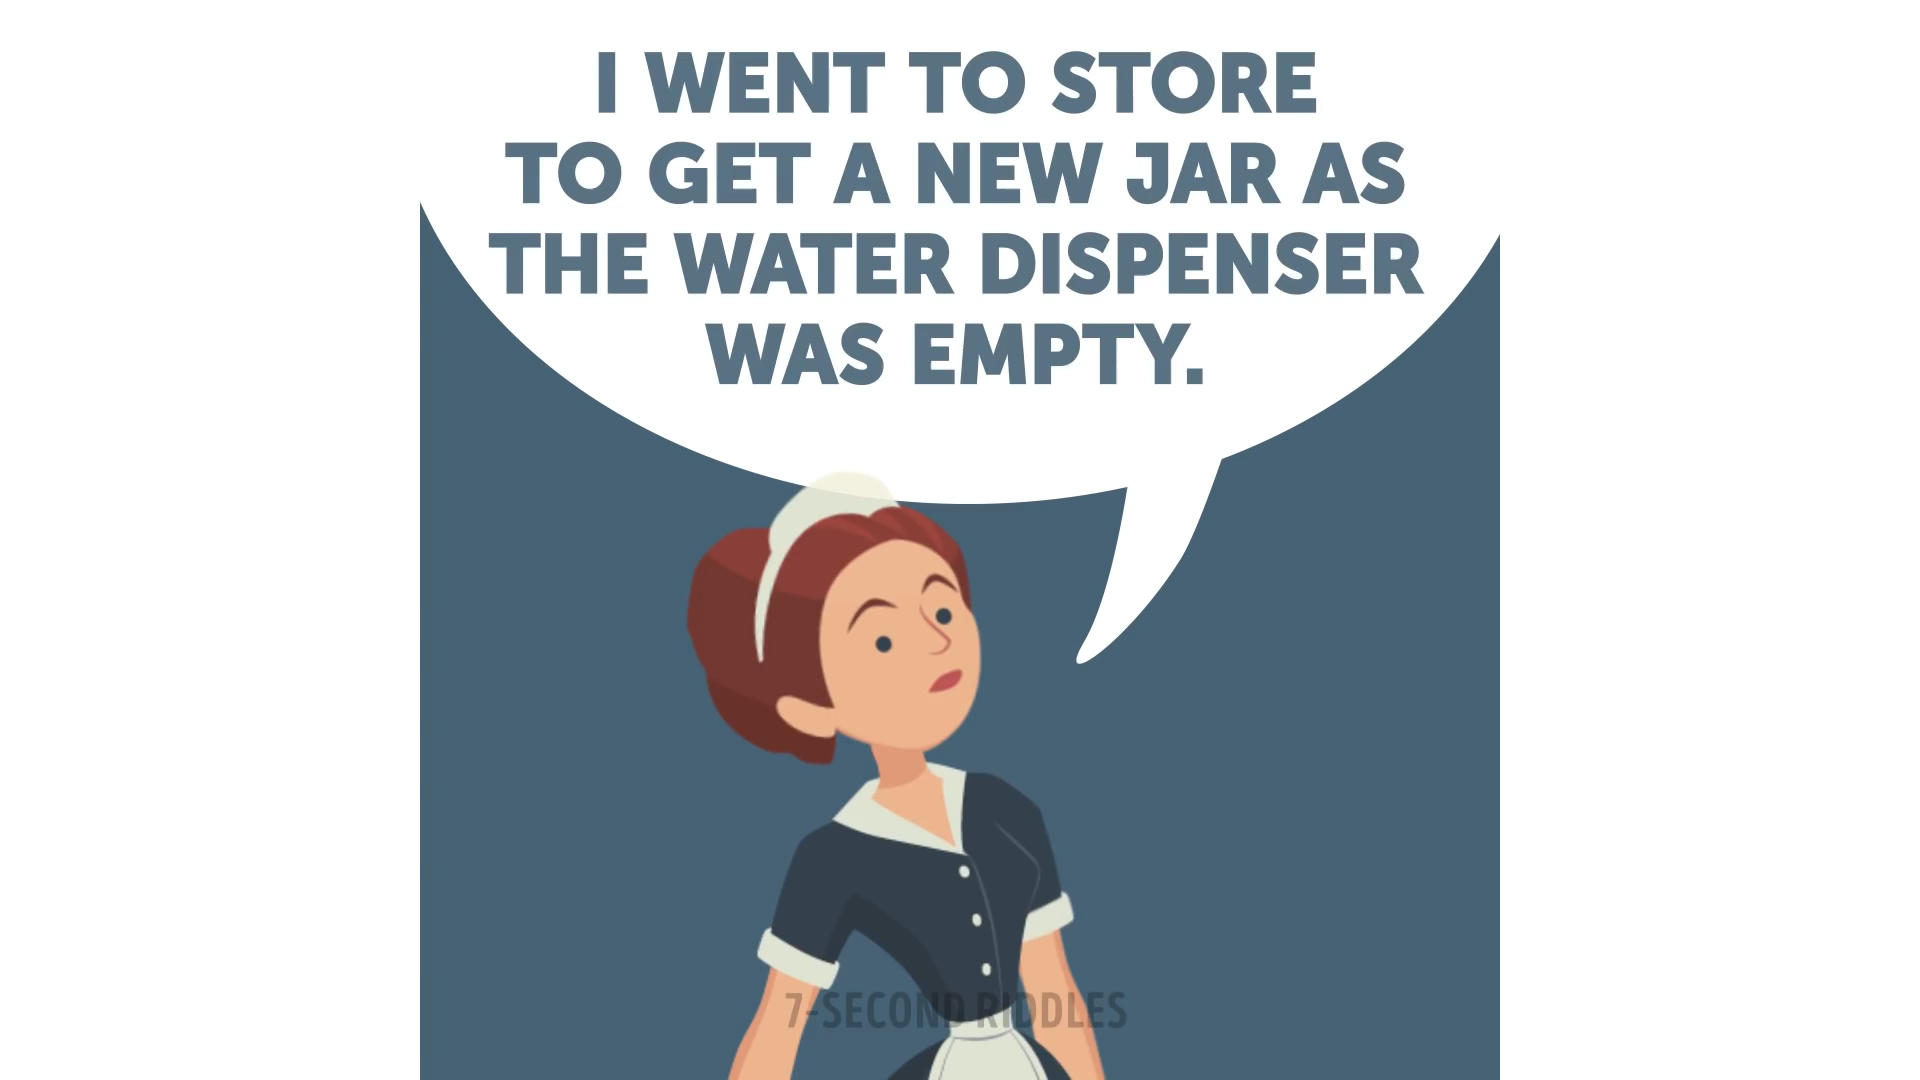 I WENT TO STORE
TO GET A NEW JAR AS
THE WATER DISPENSER
WAS EMPTY.
7-SECOND RIDDLES